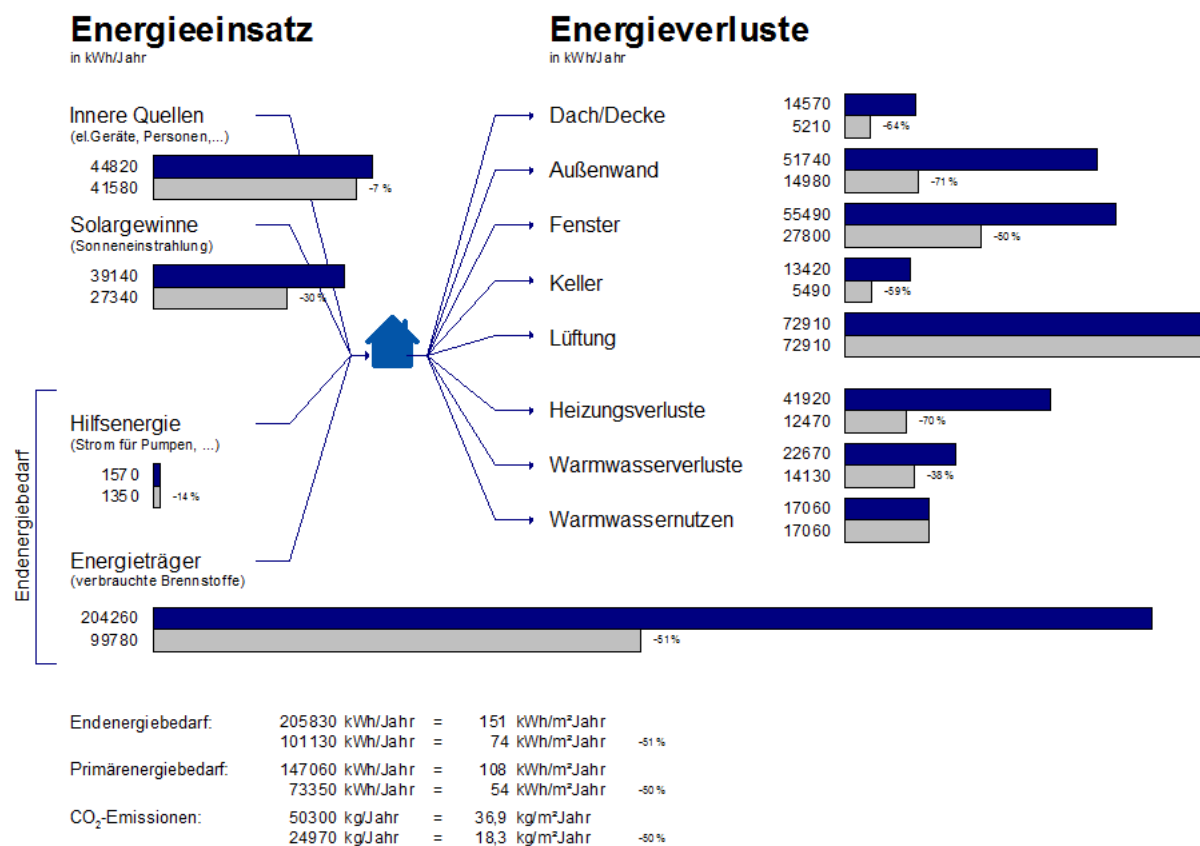 Energieeinsatz
in kWh/Jahr
Innere Quellen
(el.Geräte, Personen,...)
44820
41580 -7 %
Solargewinne
(Sonneneinstrahlung)
39140
27340 -30 %
Endenergiebedarf
Hilfsenergie
(Strom für Pumpen, ...)
1570
1350 -14 %
Energieträger
(verbrauchte Brennstoffe)
204260
99780 -51 %
Energieverluste
in kWh/Jahr
Dach/Decke 14570
5210 -64 %
Außenwand 51740
14980 -71 %
Fenster 55490
27800 -50 %
Keller 13420
5490 -59 %
Lüftung 72910
72910
Heizungsverluste 41920
12470 -70 %
Warmwasserverluste 22670
14130 -38 %
Warmwassernutzen 17060
17060
Endenergiebedarf: 205830 kWh/Jahr = 151 kWh/m²Jahr
101130 kWh/Jahr = 74 kWh/m²Jahr -51 %
Primärenergiebedarf: 147060 kWh/Jahr = 108 kWh/m²Jahr
73350 kWh/Jahr = 54 kWh/m²Jahr -50 %
CO₂-Emissionen: 50300 kg/Jahr = 36,9 kg/m²Jahr
24970 kg/Jahr = 18,3 kg/m²Jahr -50 %